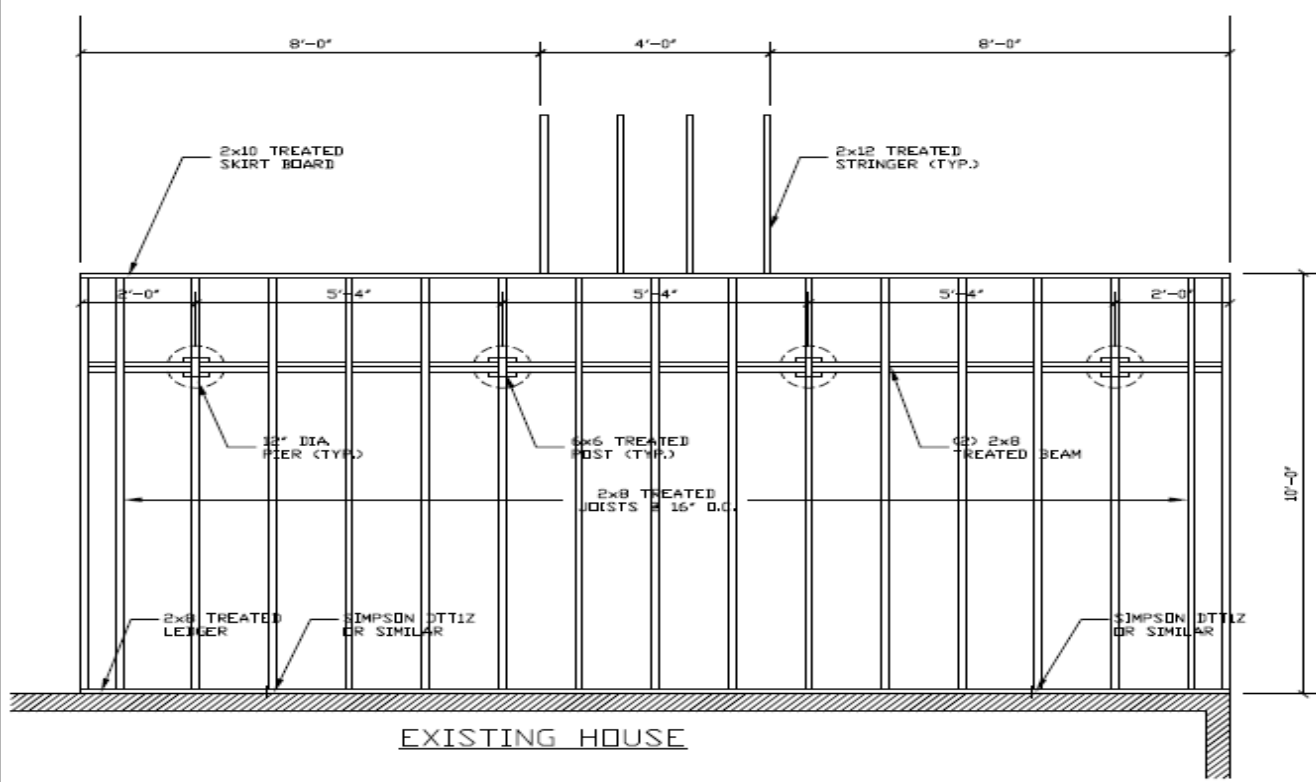 8'-0" 4'-0" 8'-0"
2x10 TREATED
SKIRT BOARD
2x12 TREATED
STRINGER (TYP.)
2'-0" 5'-4" 5'-4" 5'-4" 2'-0"
12" DIA.
PIER (TYP.)
6x6 TREATED
POST (TYP.)
(2) 2x8
TREATED BEAM
2x8 TREATED
JOISTS @ 16" O.C.
10'-0"
2x8 TREATED
LEDGER
SIMPSON DTT1Z
OR SIMILAR
SIMPSON DTT1Z
OR SIMILAR
EXISTING HOUSE